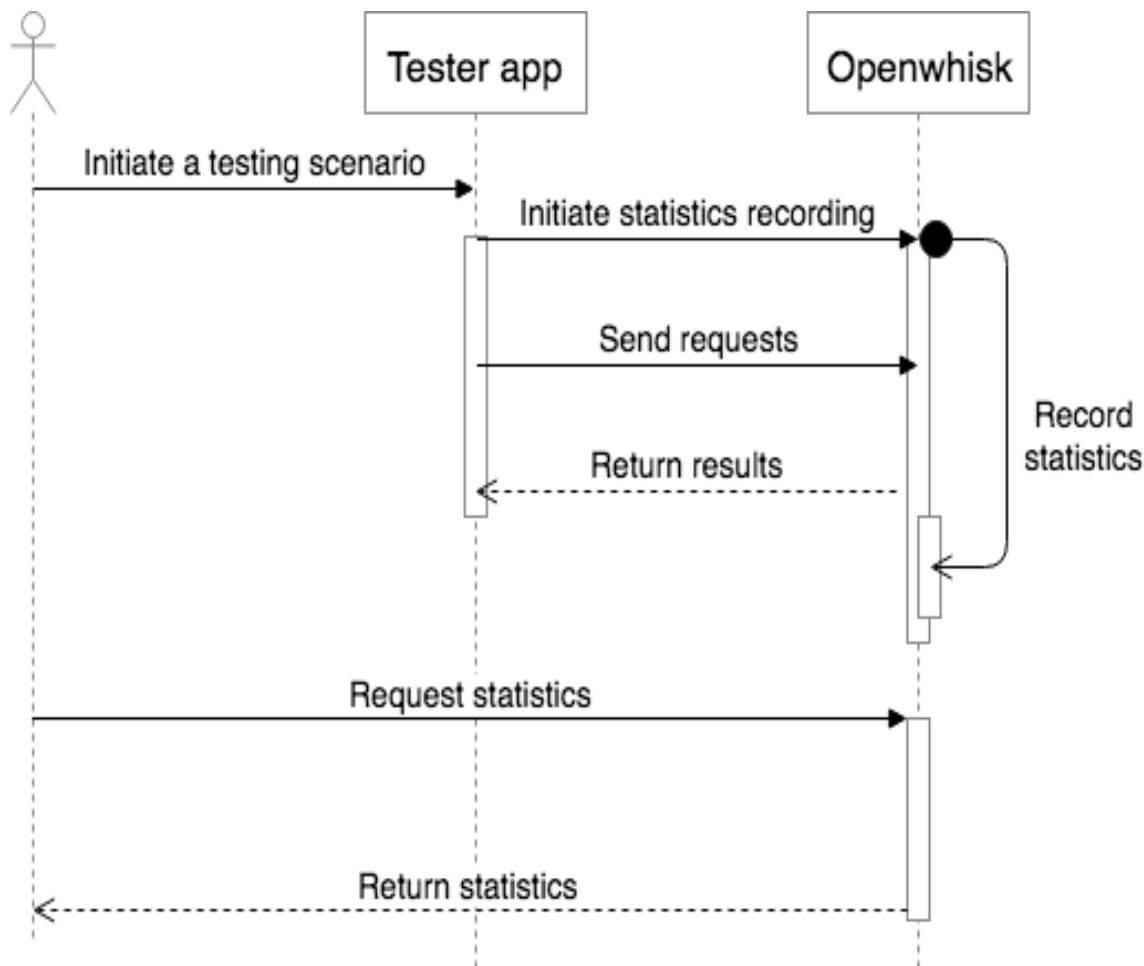 Tester app
Openwhisk
Initiate a testing scenario
Initiate statistics recording
Send requests
Record
statistics
Return results
Request statistics
Return statistics